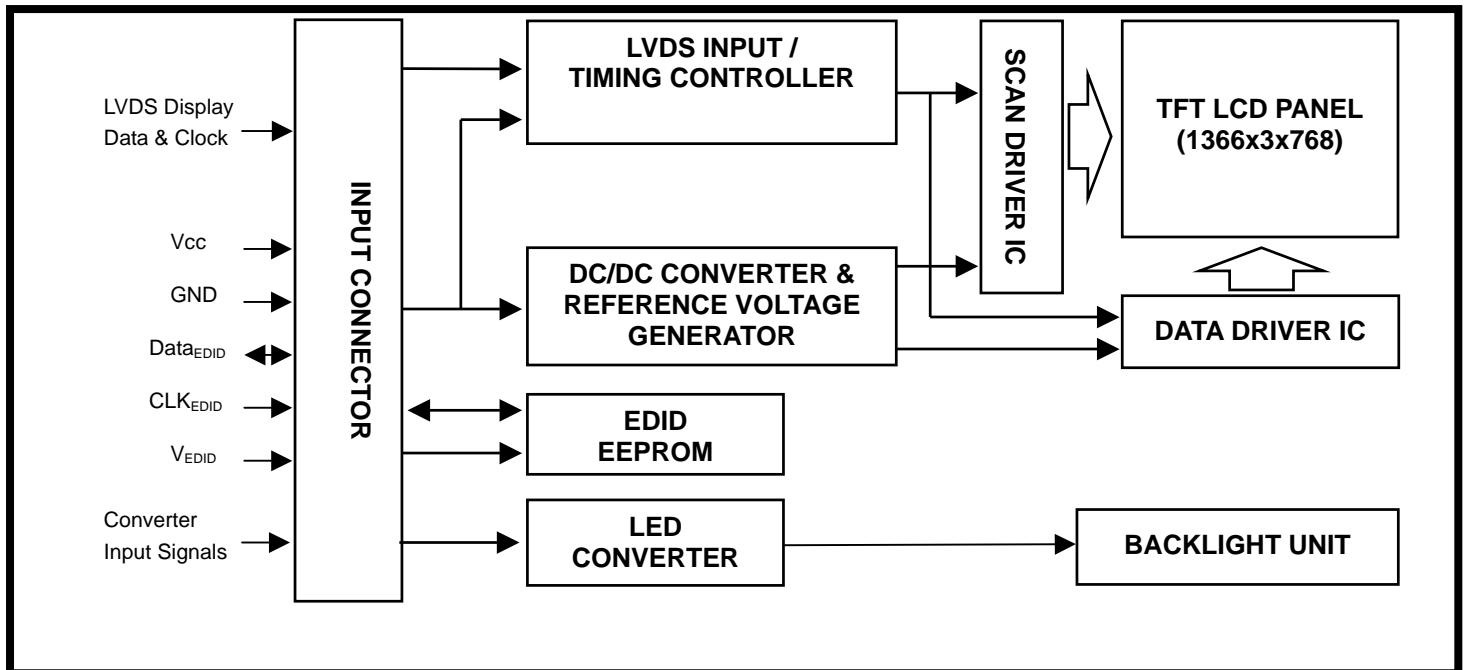 LVDS Display
Data & Clock
Vcc
GND
DataEDID
CLKEDID
VEDID
Converter
Input Signals
INPUT CONNECTOR
LVDS INPUT /
TIMING CONTROLLER
DC/DC CONVERTER &
REFERENCE VOLTAGE
GENERATOR
EDID
EEPROM
LED
CONVERTER
SCAN DRIVER IC
TFT LCD PANEL
(1366x3x768)
DATA DRIVER IC
BACKLIGHT UNIT